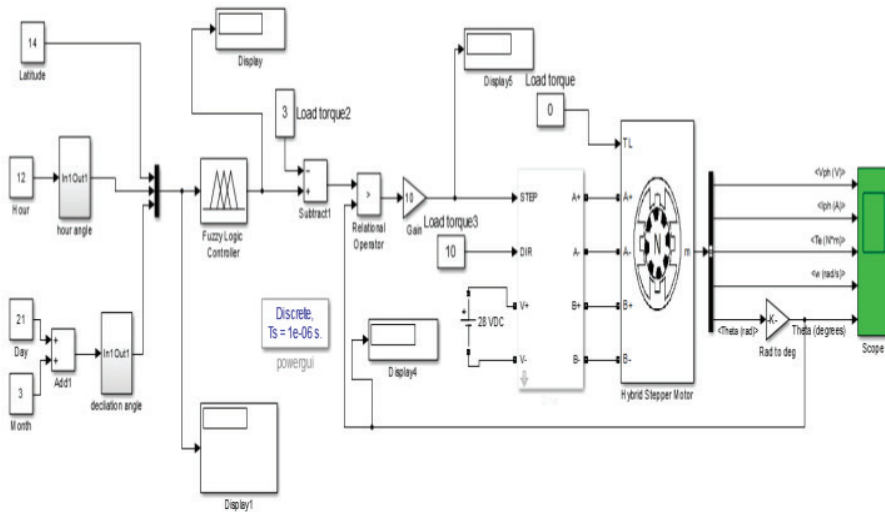 14
Latitude
Display
3
Load torque2
Display5
Load torque
0
12
Hour
In1 Out1
hour angle
Fuzzy Logic
Controller
−
+
Subtract1
>
Relational
Operator
10
Gain
Load torque3
10
STEP
DIR
V+
V-
A+
A-
B+
B-
+
28 VDC
TL
A+
A-
B+
B-
N
m
Hybrid Stepper Motor
<Vph (V)>
<Iph (A)>
<Te (N*m)>
<w (rad/s)>
<Theta (rad)>
-K-
Rad to deg
Theta (degrees)
Scope
21
Day
3
Month
+
+
Add1
In1 Out1
decliation angle
Discrete,
Ts = 1e-06 s.
powergui
Display4
Display1